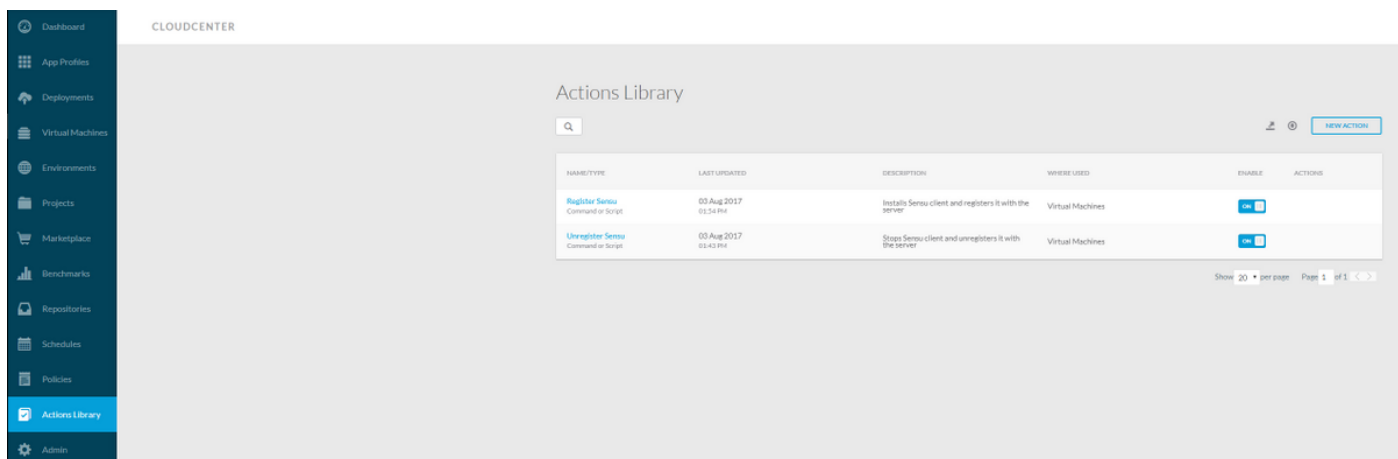 Dashboard
CLOUDCENTER
App Profiles
Deployments
Virtual Machines
Environments
Projects
Marketplace
Benchmarks
Repositories
Schedules
Policies
Actions Library
Admin
Actions Library
NEW ACTION
NAME/TYPE LAST UPDATED DESCRIPTION WHERE USED ENABLE ACTIONS
Register Sensu 03 Aug 2017 Installs Sensu client and registers it with the Virtual Machines ON
Command or Script 01:54 PM server
Unregister Sensu 03 Aug 2017 Stops Sensu client and unregisters it with Virtual Machines ON
Command or Script 01:43 PM the server
Show 20 per page Page 1 of 1